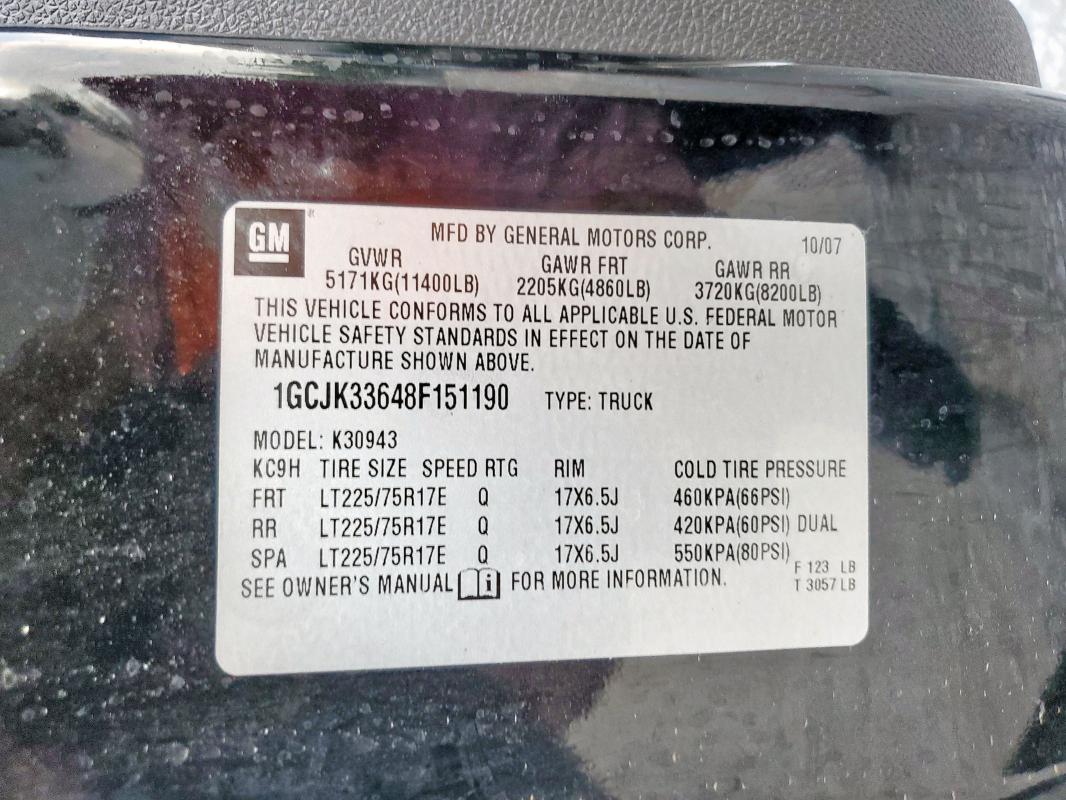 GM
MFD BY GENERAL MOTORS CORP. 10/07
GVWR GAWR FRT GAWR RR
5171KG(11400LB) 2205KG(4860LB) 3720KG(8200LB)
THIS VEHICLE CONFORMS TO ALL APPLICABLE U.S. FEDERAL MOTOR
VEHICLE SAFETY STANDARDS IN EFFECT ON THE DATE OF
MANUFACTURE SHOWN ABOVE.
1GCJK33648F151190 TYPE: TRUCK
MODEL: K30943
KC9H TIRE SIZE SPEED RTG RIM COLD TIRE PRESSURE
FRT LT225/75R17E Q 17X6.5J 460KPA(66PSI)
RR LT225/75R17E Q 17X6.5J 420KPA(60PSI) DUAL
SPA LT225/75R17E Q 17X6.5J 550KPA(80PSI)
F 123 LB
SEE OWNER'S MANUAL FOR MORE INFORMATION. T 3057 LB